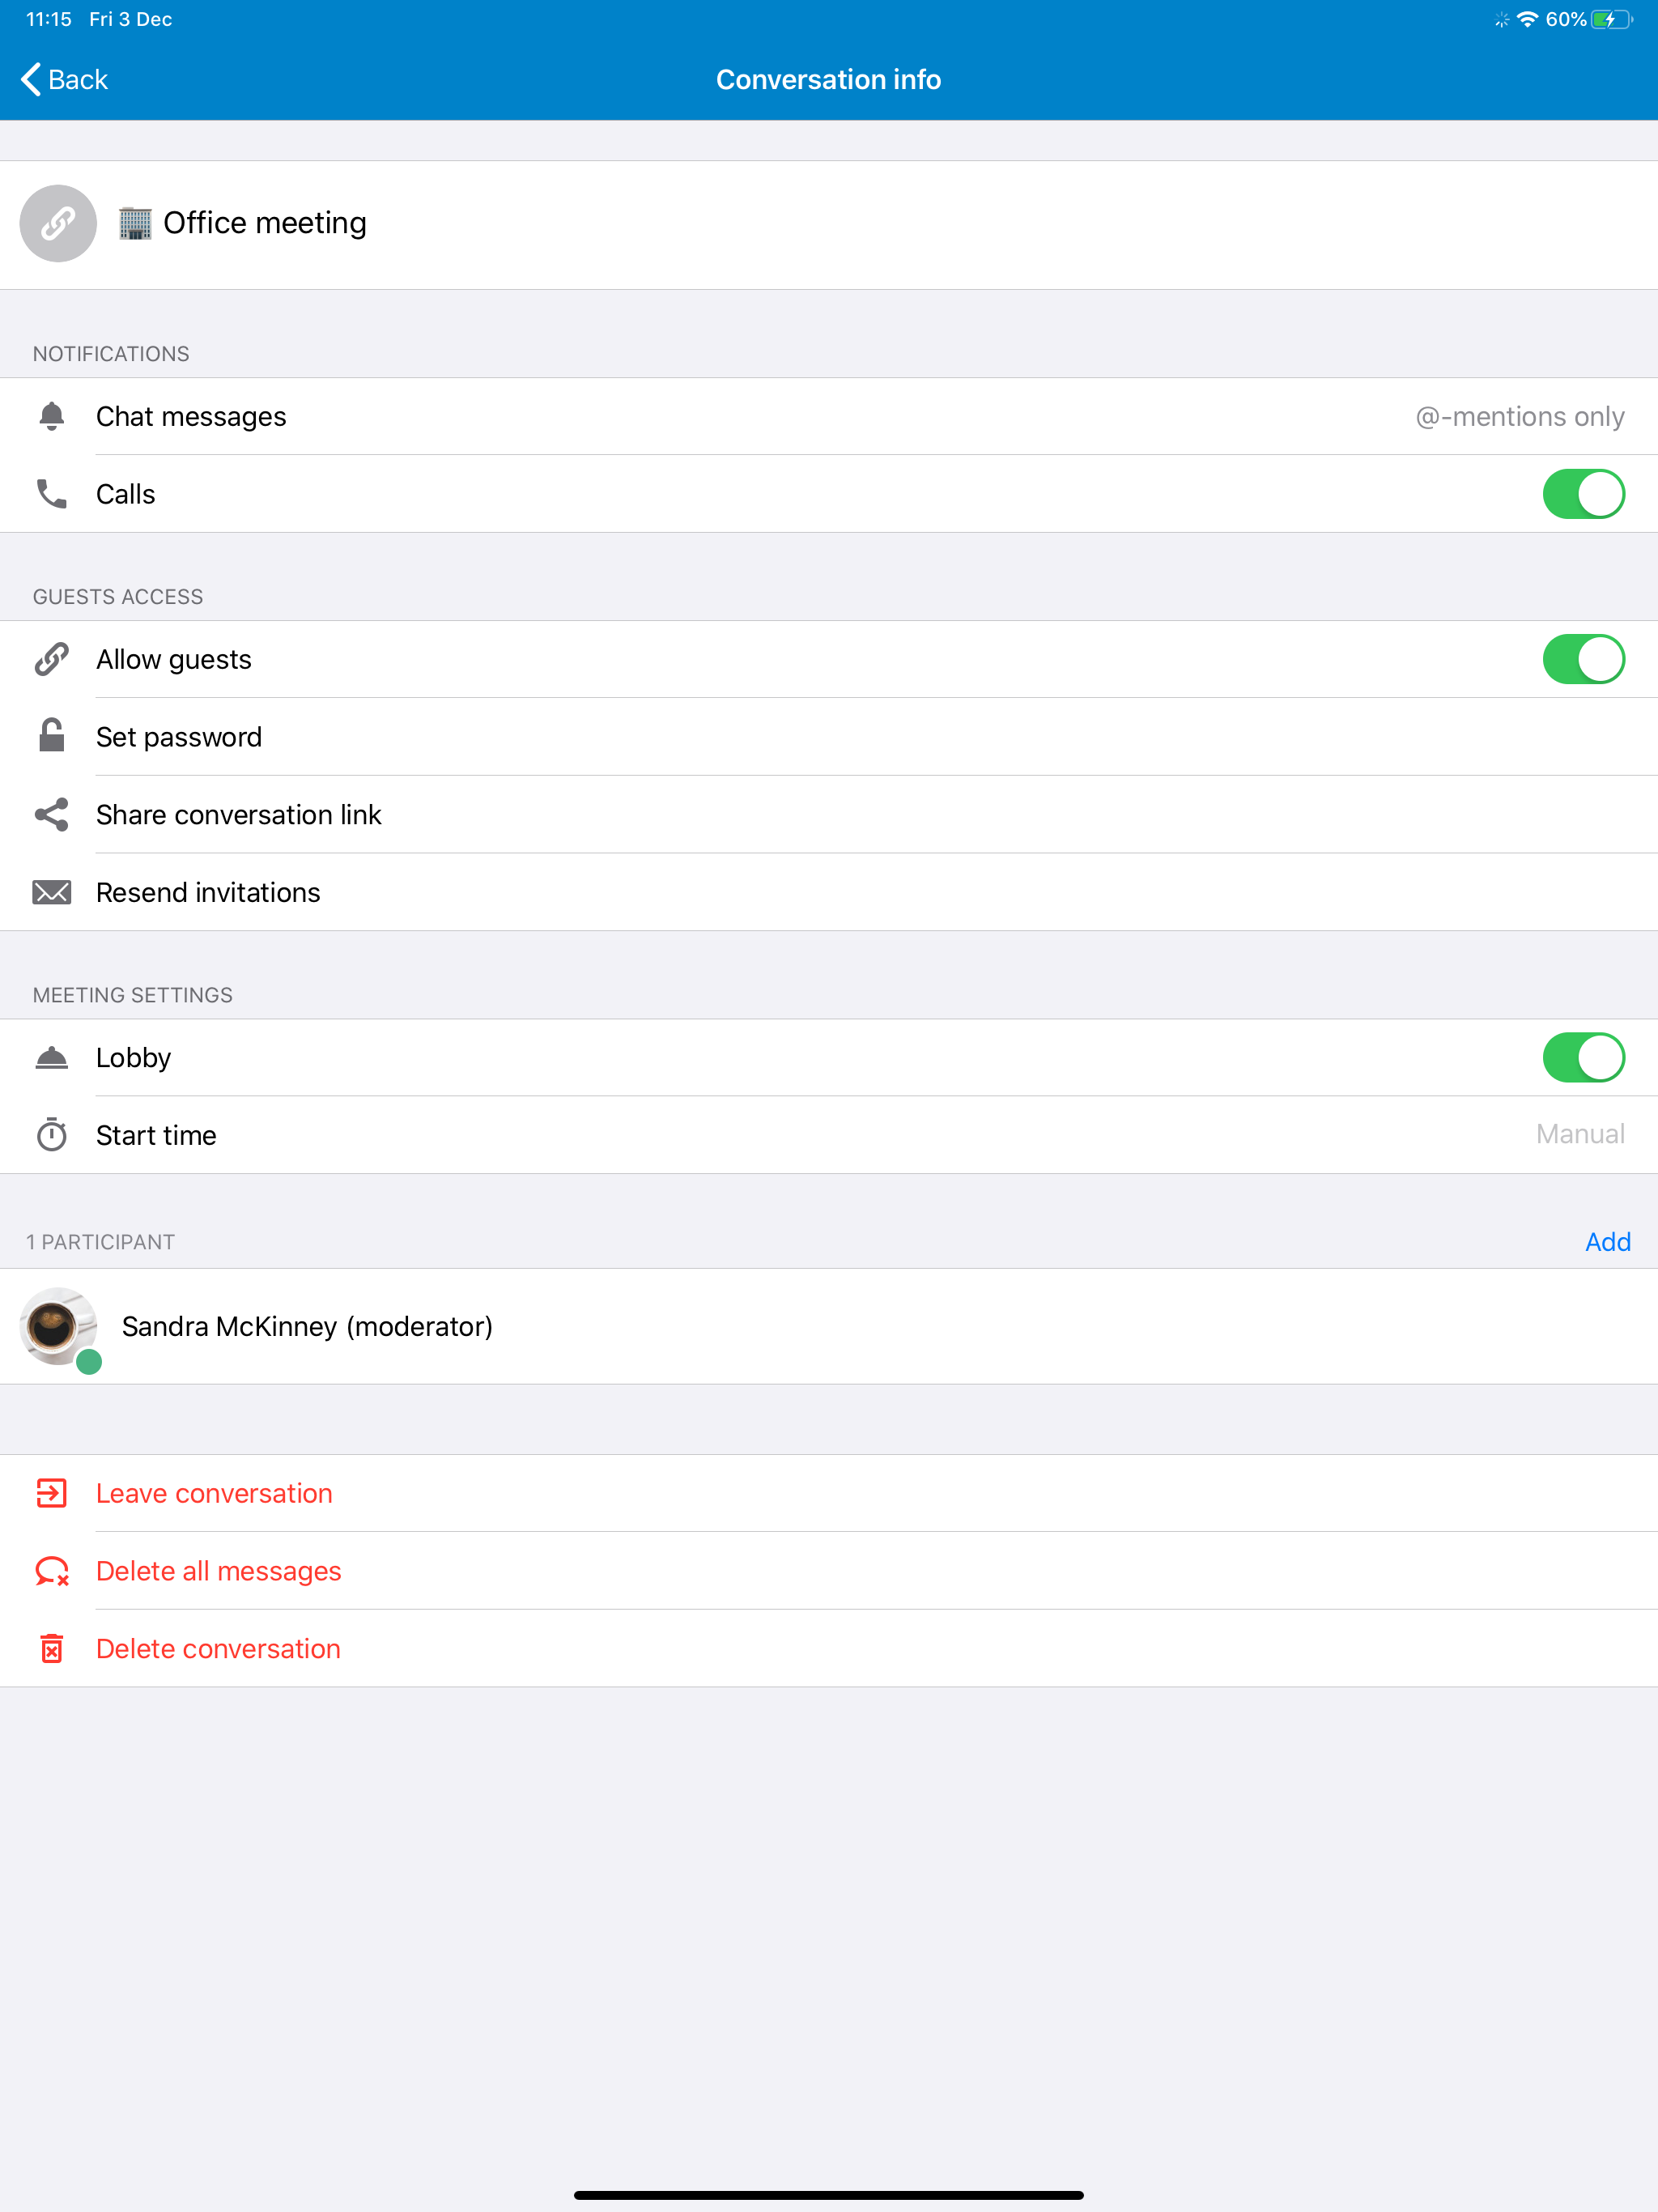 11:15 Fri 3 Dec 60%
Back Conversation info
Office meeting
NOTIFICATIONS
Chat messages @-mentions only
Calls
GUESTS ACCESS
Allow guests
Set password
Share conversation link
Resend invitations
MEETING SETTINGS
Lobby
Start time Manual
1 PARTICIPANT Add
Sandra McKinney (moderator)
Leave conversation
Delete all messages
Delete conversation